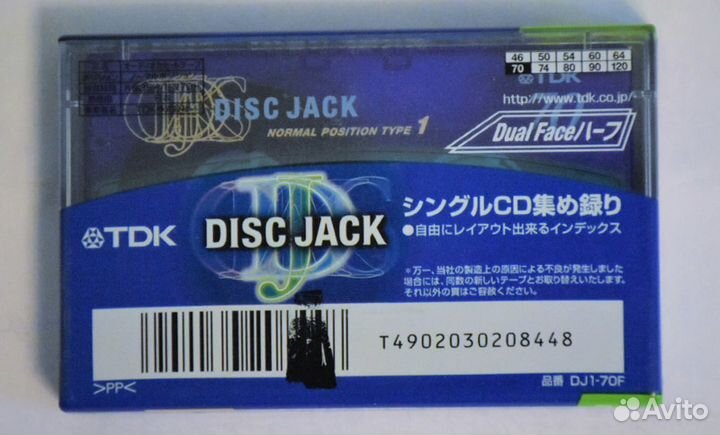 46 50 54 60 64
70 74 80 90 120
TDK
http://www.tdk.co.jp/
DISC JACK
NORMAL POSITION TYPE 1
Dual Faceハーフ
TDK
DISC JACK
シングルCD集め録り
●自由にレイアウト出来るインデックス
*万一、当社の製造上の原因による不良が発生しました
場合には、同数の新しいテープとお取り替えいたします。
それ以外の責はご容赦ください。
T4902030208448
>PP<
品番 DJ1-70F
Avito